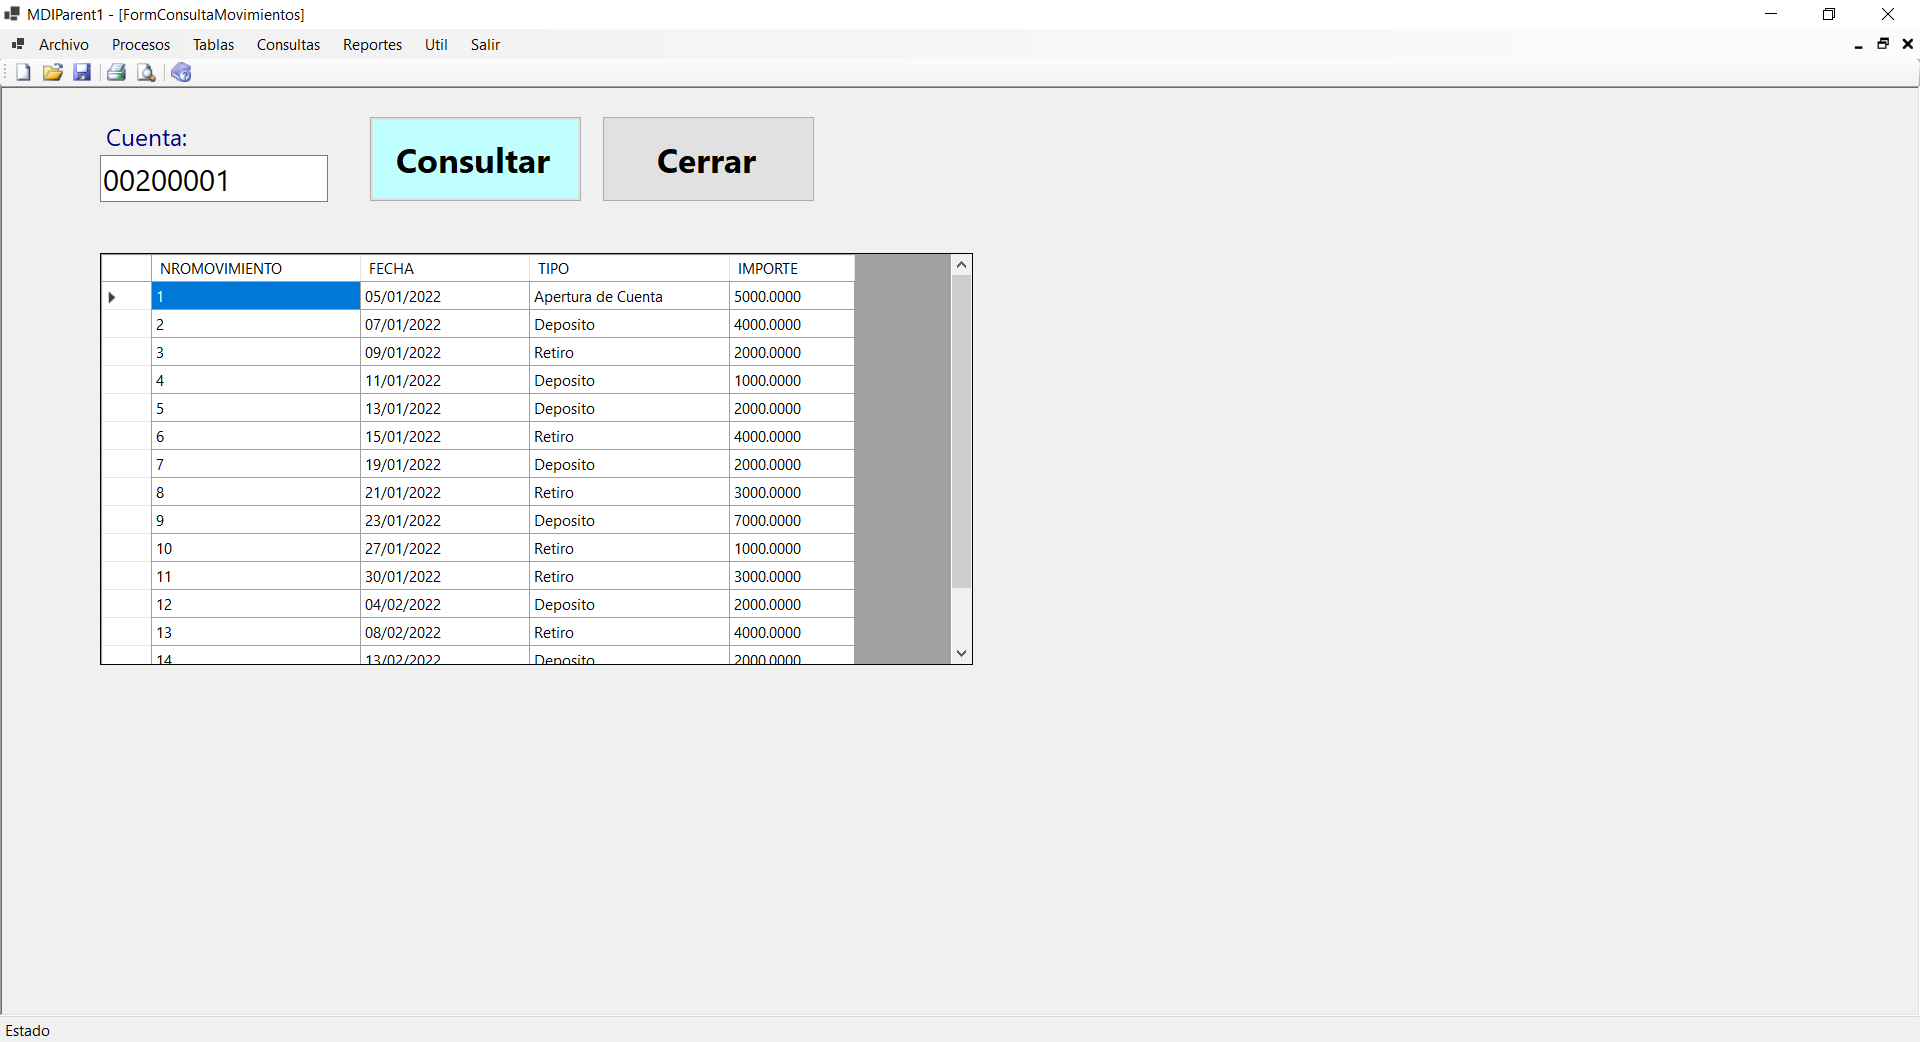 MDIParent1 - [FormConsultaMovimientos]
Archivo Procesos Tablas Consultas Reportes Util Salir
Cuenta:
00200001
Consultar
Cerrar
NROMOVIMIENTO FECHA TIPO IMPORTE
1 05/01/2022 Apertura de Cuenta 5000.0000
2 07/01/2022 Deposito 4000.0000
3 09/01/2022 Retiro 2000.0000
4 11/01/2022 Deposito 1000.0000
5 13/01/2022 Deposito 2000.0000
6 15/01/2022 Retiro 4000.0000
7 19/01/2022 Deposito 2000.0000
8 21/01/2022 Retiro 3000.0000
9 23/01/2022 Deposito 7000.0000
10 27/01/2022 Retiro 1000.0000
11 30/01/2022 Retiro 3000.0000
12 04/02/2022 Deposito 2000.0000
13 08/02/2022 Retiro 4000.0000
14 13/02/2022 Deposito 2000.0000
Estado